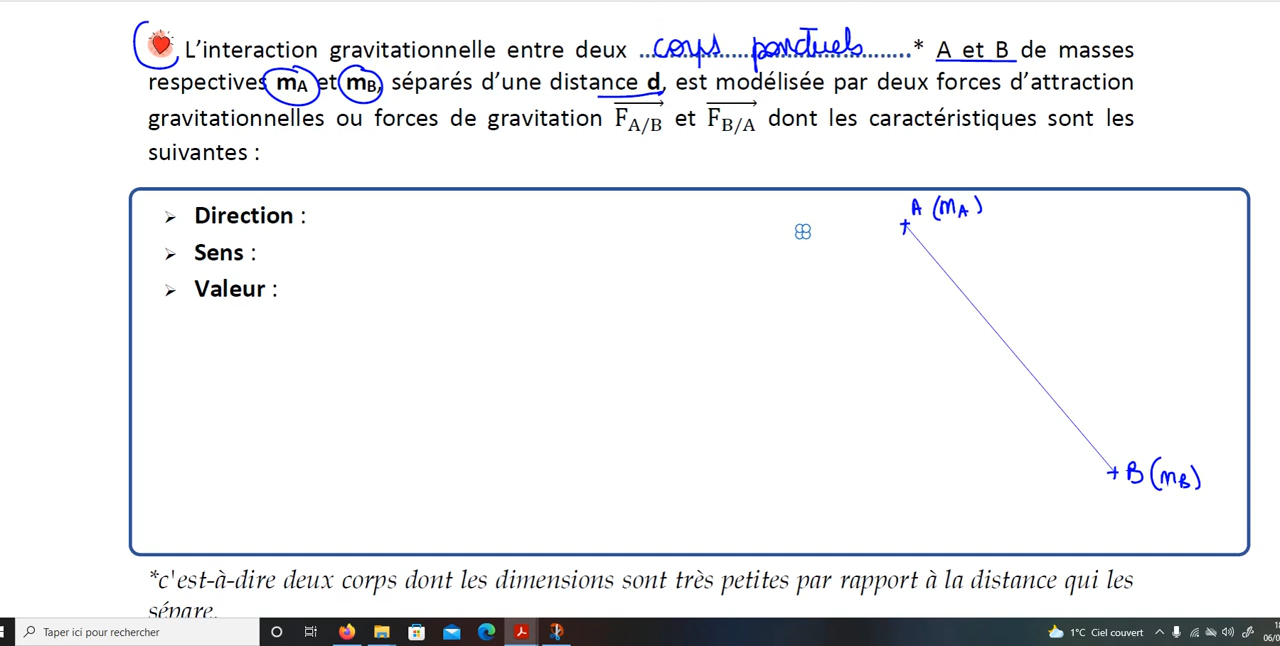 L'interaction gravitationnelle entre deux ...corps ponctuels........* A et B de masses
respectives mA et mB, séparés d'une distance d, est modélisée par deux forces d'attraction
gravitationnelles ou forces de gravitation FA/B et FB/A dont les caractéristiques sont les
suivantes :
➢ Direction :
➢ Sens :
➢ Valeur :
A (mA)
B (mB)
*c'est-à-dire deux corps dont les dimensions sont très petites par rapport à la distance qui les
sépare.
Taper ici pour rechercher
1°C Ciel couvert